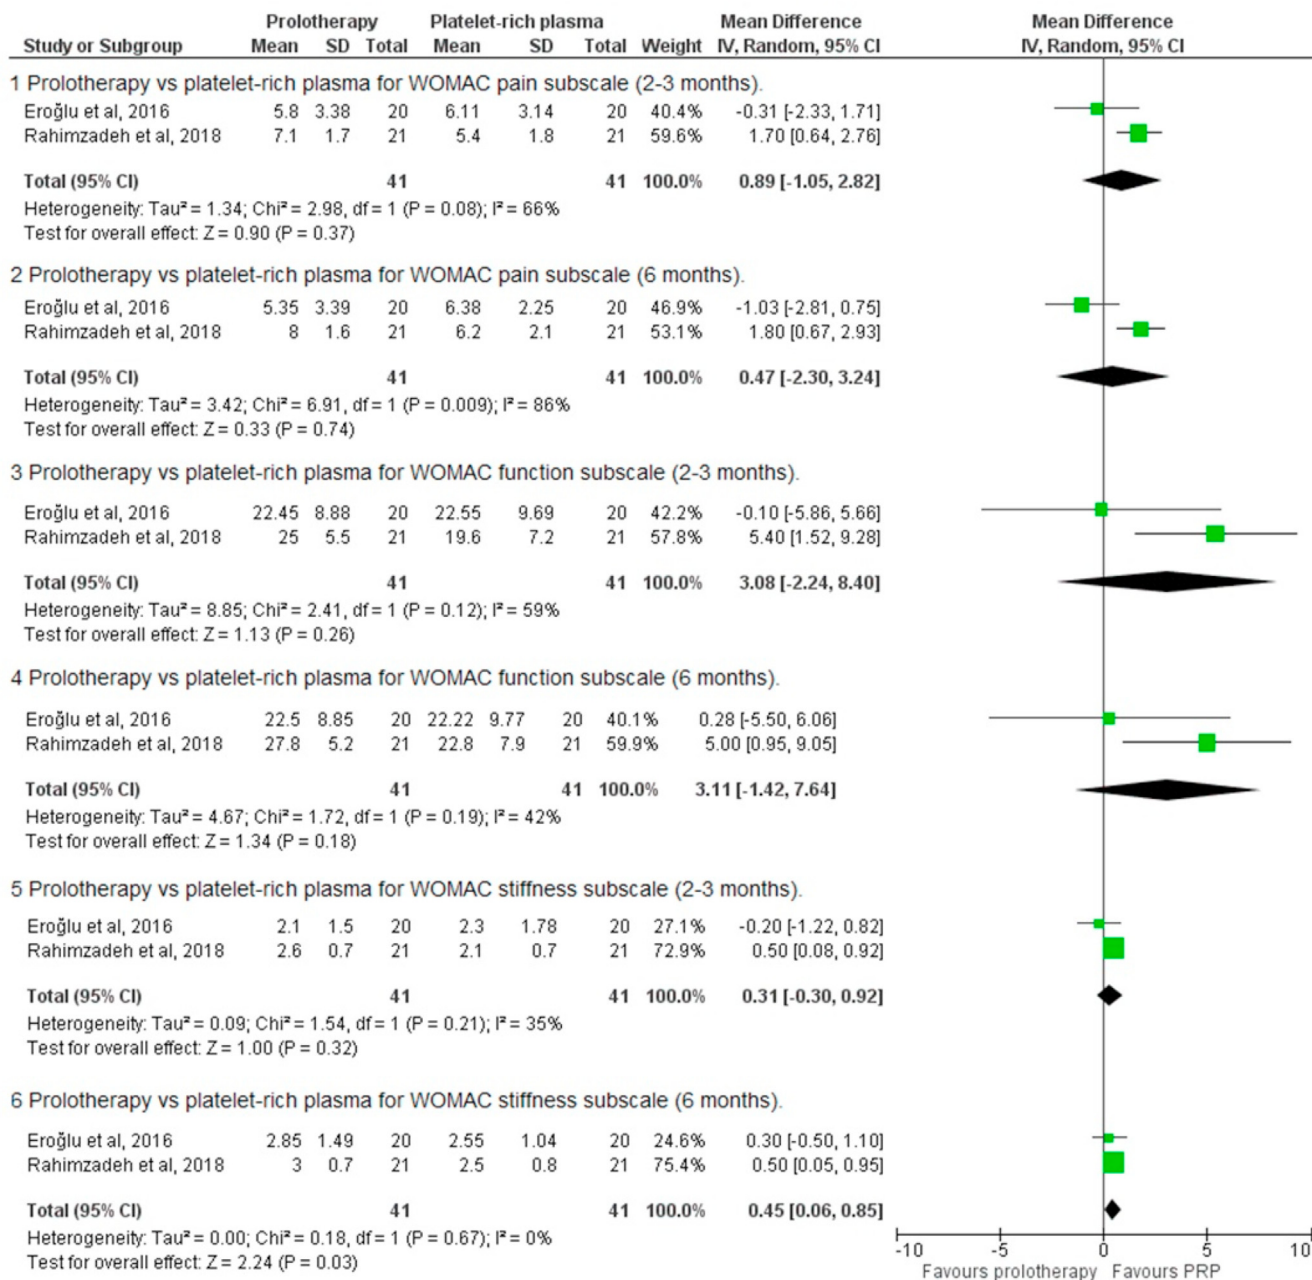 Prolotherapy Platelet-rich plasma Mean Difference Mean Difference
Study or Subgroup Mean SD Total Mean SD Total Weight IV, Random, 95% CI IV, Random, 95% CI
1 Prolotherapy vs platelet-rich plasma for WOMAC pain subscale (2-3 months).
Eroğlu et al, 2016 5.8 3.38 20 6.11 3.14 20 40.4% -0.31 [-2.33, 1.71]
Rahimzadeh et al, 2018 7.1 1.7 21 5.4 1.8 21 59.6% 1.70 [0.64, 2.76]
Total (95% CI) 41 41 100.0% 0.89 [-1.05, 2.82]
Heterogeneity: Tau² = 1.34; Chi² = 2.98, df = 1 (P = 0.08); I² = 66%
Test for overall effect: Z = 0.90 (P = 0.37)
2 Prolotherapy vs platelet-rich plasma for WOMAC pain subscale (6 months).
Eroğlu et al, 2016 5.35 3.39 20 6.38 2.25 20 46.9% -1.03 [-2.81, 0.75]
Rahimzadeh et al, 2018 8 1.6 21 6.2 2.1 21 53.1% 1.80 [0.67, 2.93]
Total (95% CI) 41 41 100.0% 0.47 [-2.30, 3.24]
Heterogeneity: Tau² = 3.42; Chi² = 6.91, df = 1 (P = 0.009); I² = 86%
Test for overall effect: Z = 0.33 (P = 0.74)
3 Prolotherapy vs platelet-rich plasma for WOMAC function subscale (2-3 months).
Eroğlu et al, 2016 22.45 8.88 20 22.55 9.69 20 42.2% -0.10 [-5.86, 5.66]
Rahimzadeh et al, 2018 25 5.5 21 19.6 7.2 21 57.8% 5.40 [1.52, 9.28]
Total (95% CI) 41 41 100.0% 3.08 [-2.24, 8.40]
Heterogeneity: Tau² = 8.85; Chi² = 2.41, df = 1 (P = 0.12); I² = 59%
Test for overall effect: Z = 1.13 (P = 0.26)
4 Prolotherapy vs platelet-rich plasma for WOMAC function subscale (6 months).
Eroğlu et al, 2016 22.5 8.85 20 22.22 9.77 20 40.1% 0.28 [-5.50, 6.06]
Rahimzadeh et al, 2018 27.8 5.2 21 22.8 7.9 21 59.9% 5.00 [0.95, 9.05]
Total (95% CI) 41 41 100.0% 3.11 [-1.42, 7.64]
Heterogeneity: Tau² = 4.67; Chi² = 1.72, df = 1 (P = 0.19); I² = 42%
Test for overall effect: Z = 1.34 (P = 0.18)
5 Prolotherapy vs platelet-rich plasma for WOMAC stiffness subscale (2-3 months).
Eroğlu et al, 2016 2.1 1.5 20 2.3 1.78 20 27.1% -0.20 [-1.22, 0.82]
Rahimzadeh et al, 2018 2.6 0.7 21 2.1 0.7 21 72.9% 0.50 [0.08, 0.92]
Total (95% CI) 41 41 100.0% 0.31 [-0.30, 0.92]
Heterogeneity: Tau² = 0.09; Chi² = 1.54, df = 1 (P = 0.21); I² = 35%
Test for overall effect: Z = 1.00 (P = 0.32)
6 Prolotherapy vs platelet-rich plasma for WOMAC stiffness subscale (6 months).
Eroğlu et al, 2016 2.85 1.49 20 2.55 1.04 20 24.6% 0.30 [-0.50, 1.10]
Rahimzadeh et al, 2018 3 0.7 21 2.5 0.8 21 75.4% 0.50 [0.05, 0.95]
Total (95% CI) 41 41 100.0% 0.45 [0.06, 0.85]
Heterogeneity: Tau² = 0.00; Chi² = 0.18, df = 1 (P = 0.67); I² = 0%
Test for overall effect: Z = 2.24 (P = 0.03)
-10 -5 0 5 10
Favours prolotherapy Favours PRP